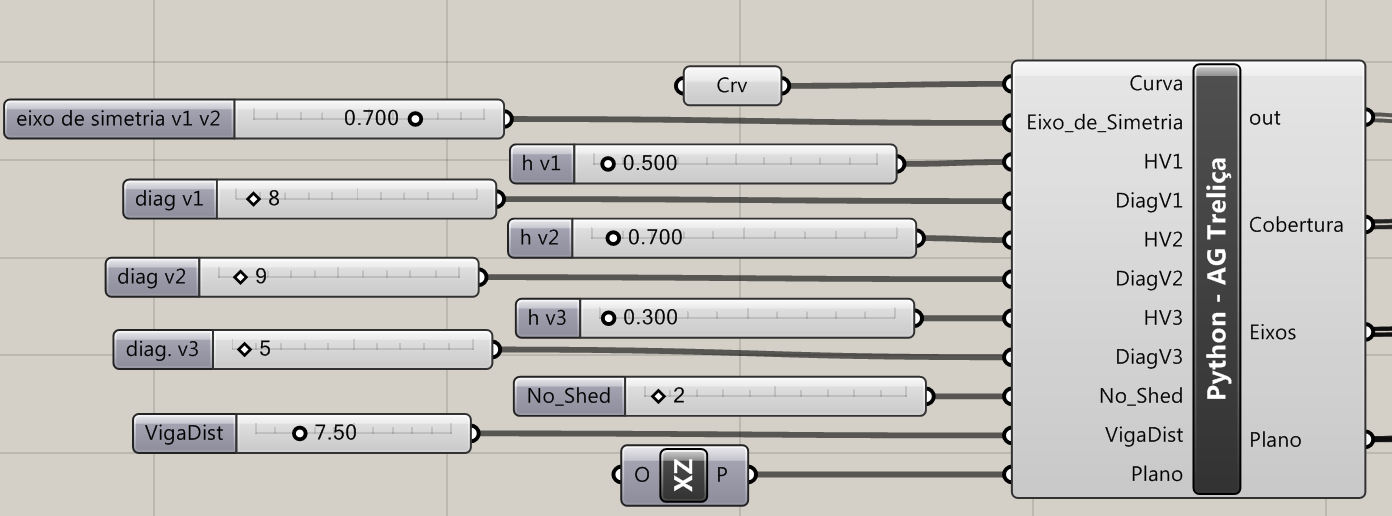 Crv
eixo de simetria v1 v2 0.700
h v1 0.500
diag v1 8
h v2 0.700
diag v2 9
h v3 0.300
diag. v3 5
No_Shed 2
VigaDist 7.50
O XZ P
Curva
Eixo_de_Simetria
HV1
DiagV1
HV2
DiagV2
HV3
DiagV3
No_Shed
VigaDist
Plano
Python - AG Treliça
out
Cobertura
Eixos
Plano